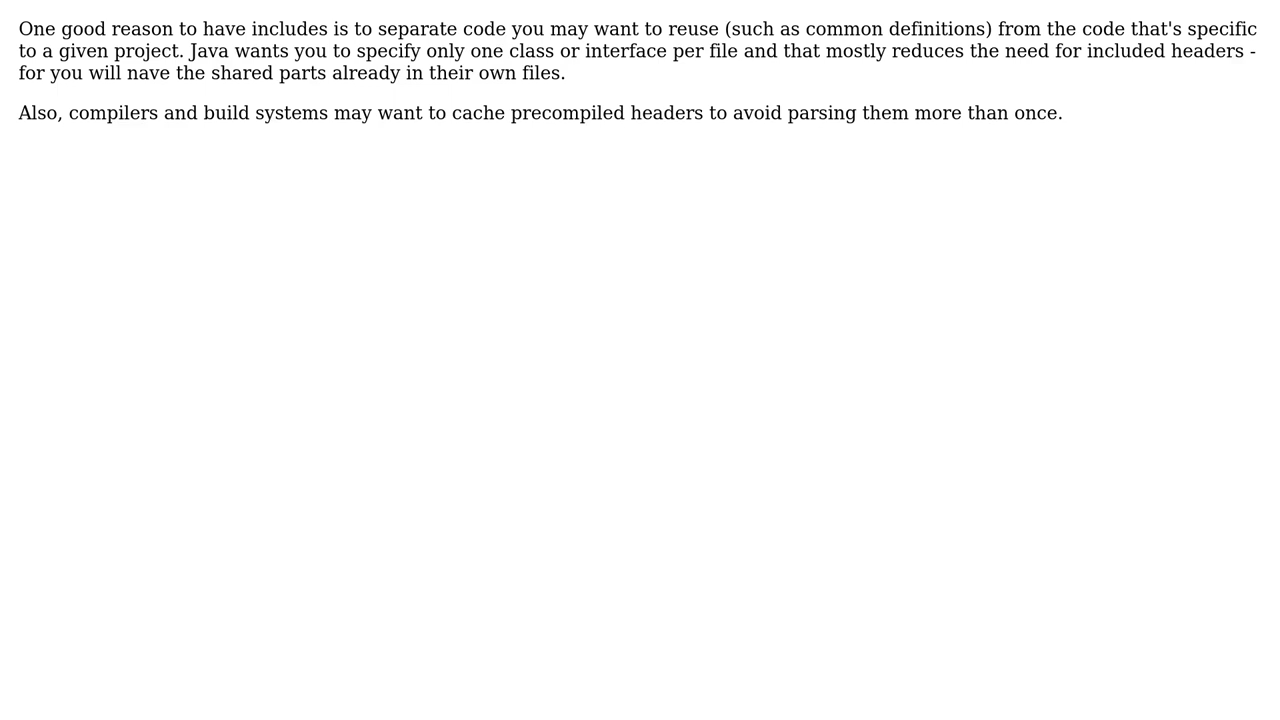 One good reason to have includes is to separate code you may want to reuse (such as common definitions) from the code that's specific
to a given project. Java wants you to specify only one class or interface per file and that mostly reduces the need for included headers -
for you will nave the shared parts already in their own files.
Also, compilers and build systems may want to cache precompiled headers to avoid parsing them more than once.